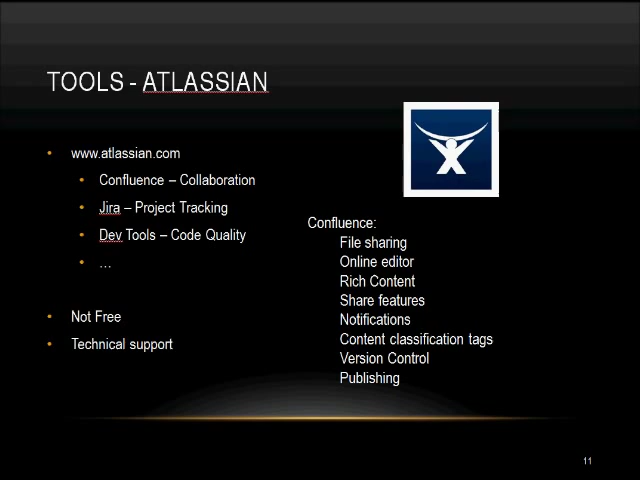 TOOLS - ATLASSIAN
www.atlassian.com
Confluence – Collaboration
Jira – Project Tracking
Dev Tools – Code Quality
…
Not Free
Technical support
Confluence:
File sharing
Online editor
Rich Content
Share features
Notifications
Content classification tags
Version Control
Publishing
11